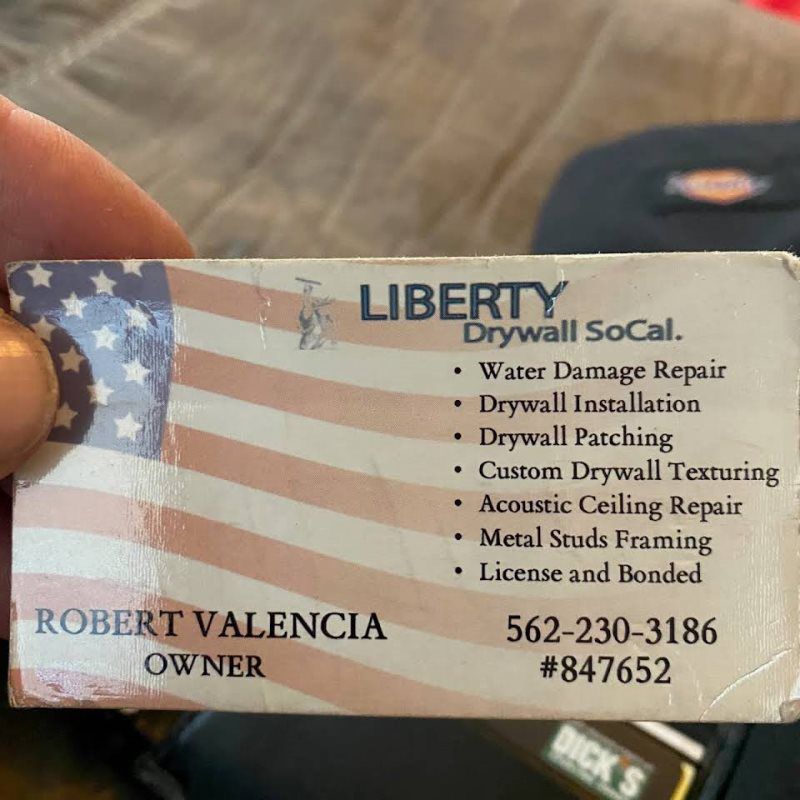 LIBERTY
Drywall SoCal.
• Water Damage Repair
• Drywall Installation
• Drywall Patching
• Custom Drywall Texturing
• Acoustic Ceiling Repair
• Metal Studs Framing
• License and Bonded
ROBERT VALENCIA
OWNER
562-230-3186
#847652
DICK'S